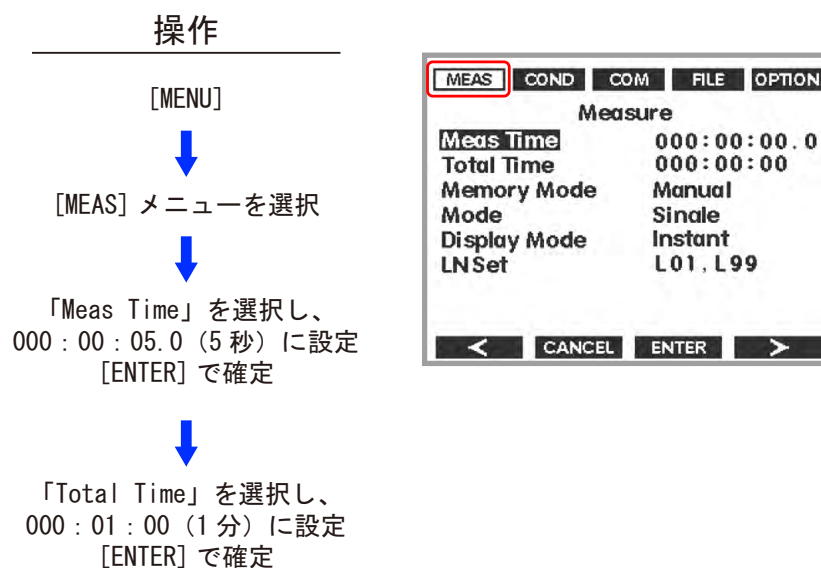 操作
[MENU]
[MEAS] メニューを選択
「Meas Time」を選択し、
000：00：05.0（5 秒）に設定
[ENTER] で確定
「Total Time」を選択し、
000：01：00（1 分）に設定
[ENTER] で確定
MEAS COND COM FILE OPTION
Measure
Meas Time 000:00:00.0
Total Time 000:00:00
Memory Mode Manual
Mode Sinale
Display Mode Instant
LN Set L01, L99
< CANCEL ENTER >